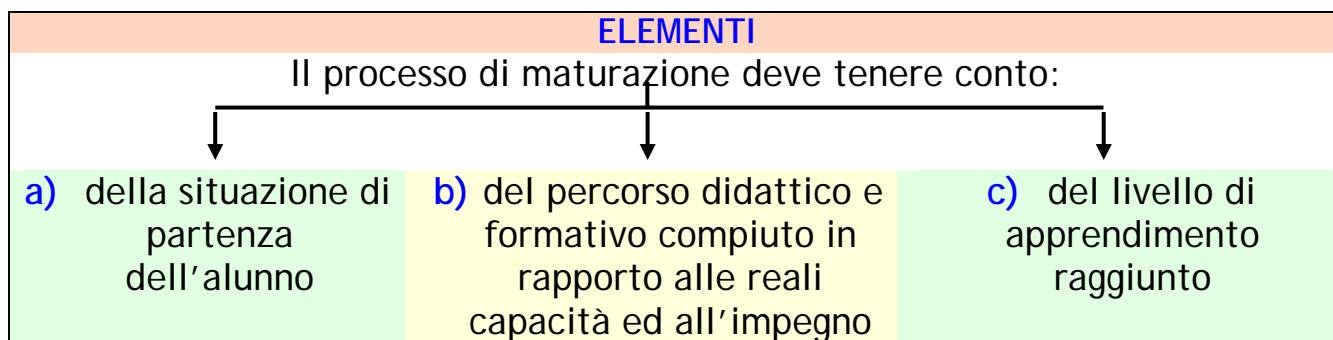 ELEMENTI
Il processo di maturazione deve tenere conto:
a) della situazione di
partenza
dell'alunno
b) del percorso didattico e
formativo compiuto in
rapporto alle reali
capacità ed all'impegno
c) del livello di
apprendimento
raggiunto